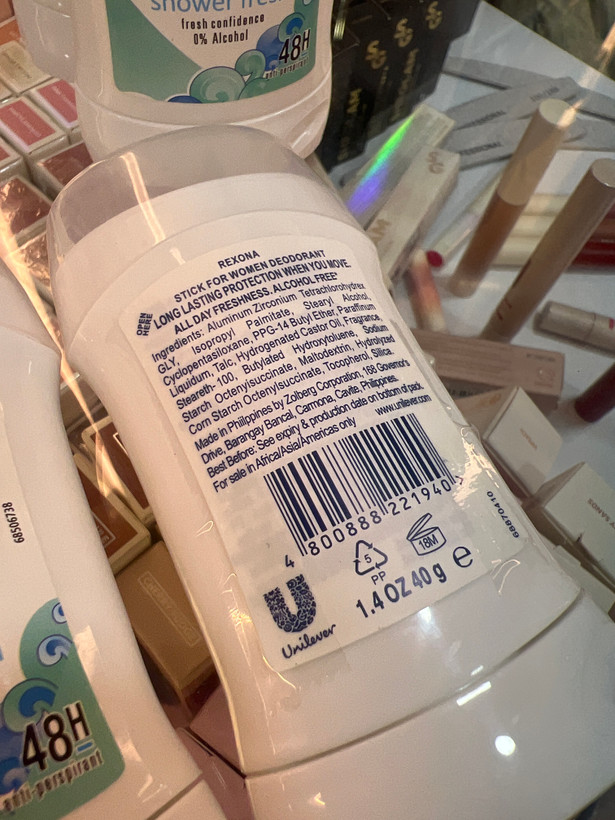 shower fresh
fresh confidence
0% Alcohol
48H
anti-perspirant
REXONA
STICK FOR WOMEN DEODORANT
LONG LASTING PROTECTION WHEN YOU MOVE.
ALL DAY FRESHNESS. ALCOHOL FREE*
OPEN
HERE
Ingredients: Aluminum Zirconium Tetrachlorohydrex
GLY, Isopropyl Palmitate, Stearyl Alcohol,
Cyclopentasiloxane, PPG-14 Butyl Ether, Paraffinum
Liquidum, Talc, Hydrogenated Castor Oil, Fragrance,
Steareth-100, Butylated Hydroxytoluene, Sodium
Starch Octenylsuccinate, Maltodextrin, Hydrolyzed
Corn Starch Octenylsuccinate, Tocopherol, Silica.
Made in Philippines by Zolberg Corporation, 168 Governor's
Drive, Barangay Bancal, Carmona, Cavite, Philippines.
Best Before: See expiry & production date on bottom of pack.
For sale in Africa/Asia/Americas only www.unilever.com
4 800888 221940 >
68870410
5
PP
18M
Unilever
1.4 OZ 40 g e
68506738
48H
anti-perspirant